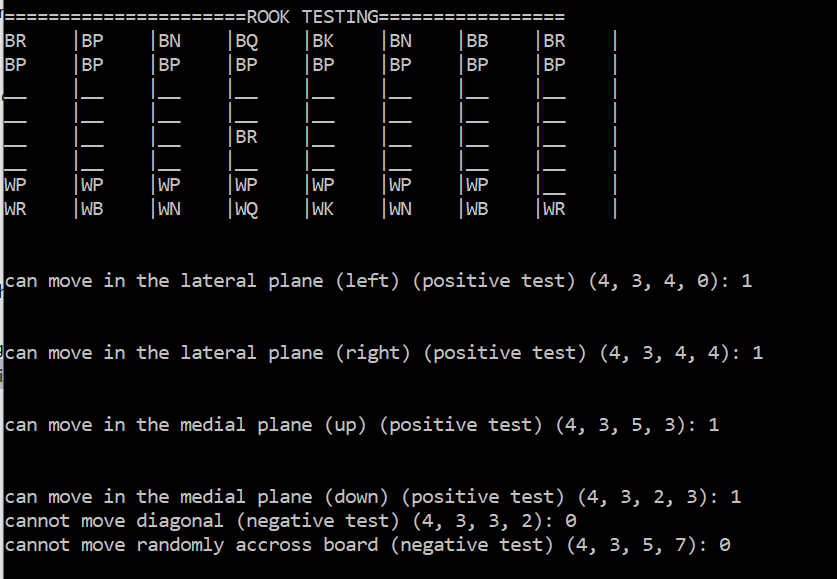 ======================ROOK TESTING=================
BR    |BP    |BN    |BQ    |BK    |BN    |BB    |BR    |
BP    |BP    |BP    |BP    |BP    |BP    |BP    |BP    |
__    |__    |__    |__    |__    |__    |__    |__    |
__    |__    |__    |__    |__    |__    |__    |__    |
__    |__    |__    |BR    |__    |__    |__    |__    |
__    |__    |__    |__    |__    |__    |__    |__    |
WP    |WP    |WP    |WP    |WP    |WP    |WP    |__    |
WR    |WB    |WN    |WQ    |WK    |WN    |WB    |WR    |
can move in the lateral plane (left) (positive test) (4, 3, 4, 0): 1
can move in the lateral plane (right) (positive test) (4, 3, 4, 4): 1
can move in the medial plane (up) (positive test) (4, 3, 5, 3): 1
can move in the medial plane (down) (positive test) (4, 3, 2, 3): 1
cannot move diagonal (negative test) (4, 3, 3, 2): 0
cannot move randomly accross board (negative test) (4, 3, 5, 7): 0